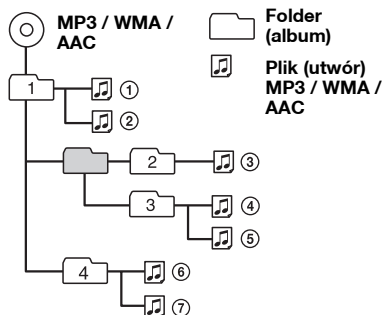 MP3 / WMA /
AAC
Folder
(album)
Plik (utwór)
MP3 / WMA /
AAC
1
①
②
2
③
3
④
⑤
4
⑥
⑦